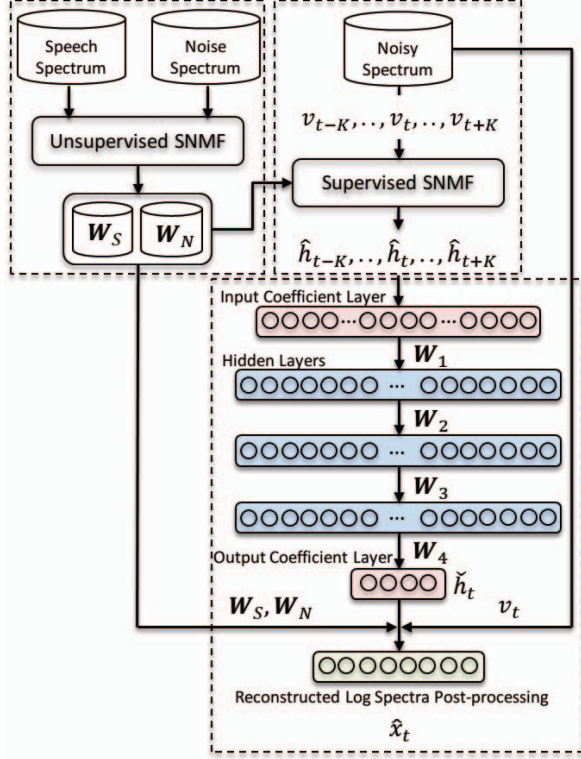 Speech
Spectrum
Noise
Spectrum
Noisy
Spectrum
Unsupervised SNMF
W_S
W_N
v_{t−K},..,v_t,..,v_{t+K}
Supervised SNMF
ĥ_{t−K},..,ĥ_t,..,ĥ_{t+K}
Input Coefficient Layer
...
...
W_1
Hidden Layers
...
W_2
...
W_3
...
W_4
Output Coefficient Layer
ȟ_t
W_S, W_N
v_t
Reconstructed Log Spectra Post-processing
x̂_t